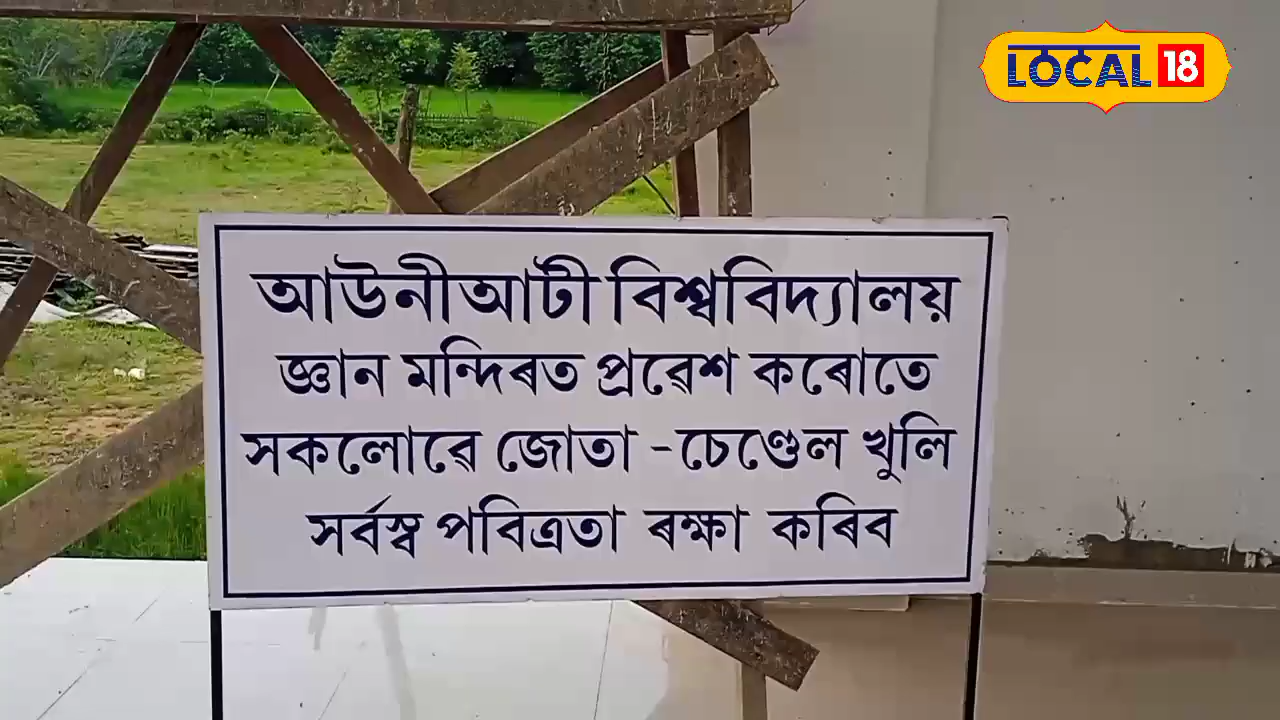 LOCAL 18
আউনীআটী বিশ্ববিদ্যালয়
জ্ঞান মন্দিৰত প্ৰৱেশ কৰোতে
সকলোৱে জোতা -চেণ্ডেল খুলি
সৰ্বস্ব পবিত্ৰতা ৰক্ষা কৰিব